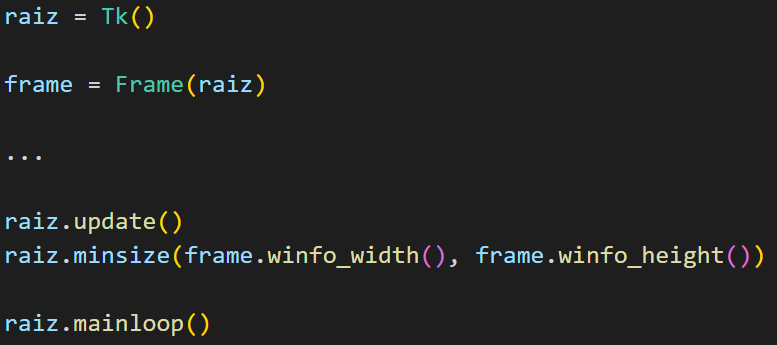 raiz = Tk()
frame = Frame(raiz)
...
raiz.update()
raiz.minsize(frame.winfo_width(), frame.winfo_height())
raiz.mainloop()